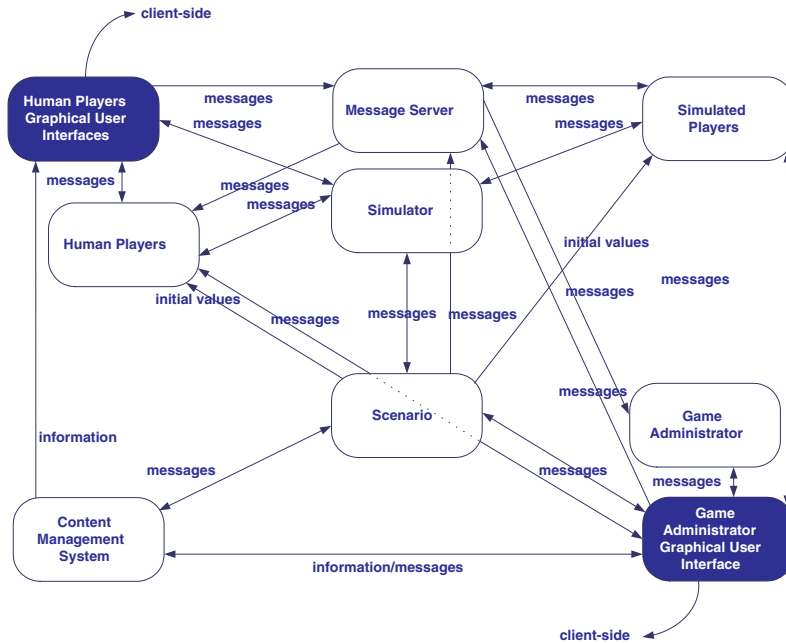 client-side
Human Players
Graphical User
Interfaces
messages
Message Server
messages
Simulated
Players
messages
messages
messages
messages
messages
Simulator
Human Players
initial values
initial values
messages
messages
messages
messages
messages
messages
messages
Scenario
Game
Administrator
information
messages
messages
messages
Content
Management
System
Game
Administrator
Graphical User
Interface
information/messages
client-side